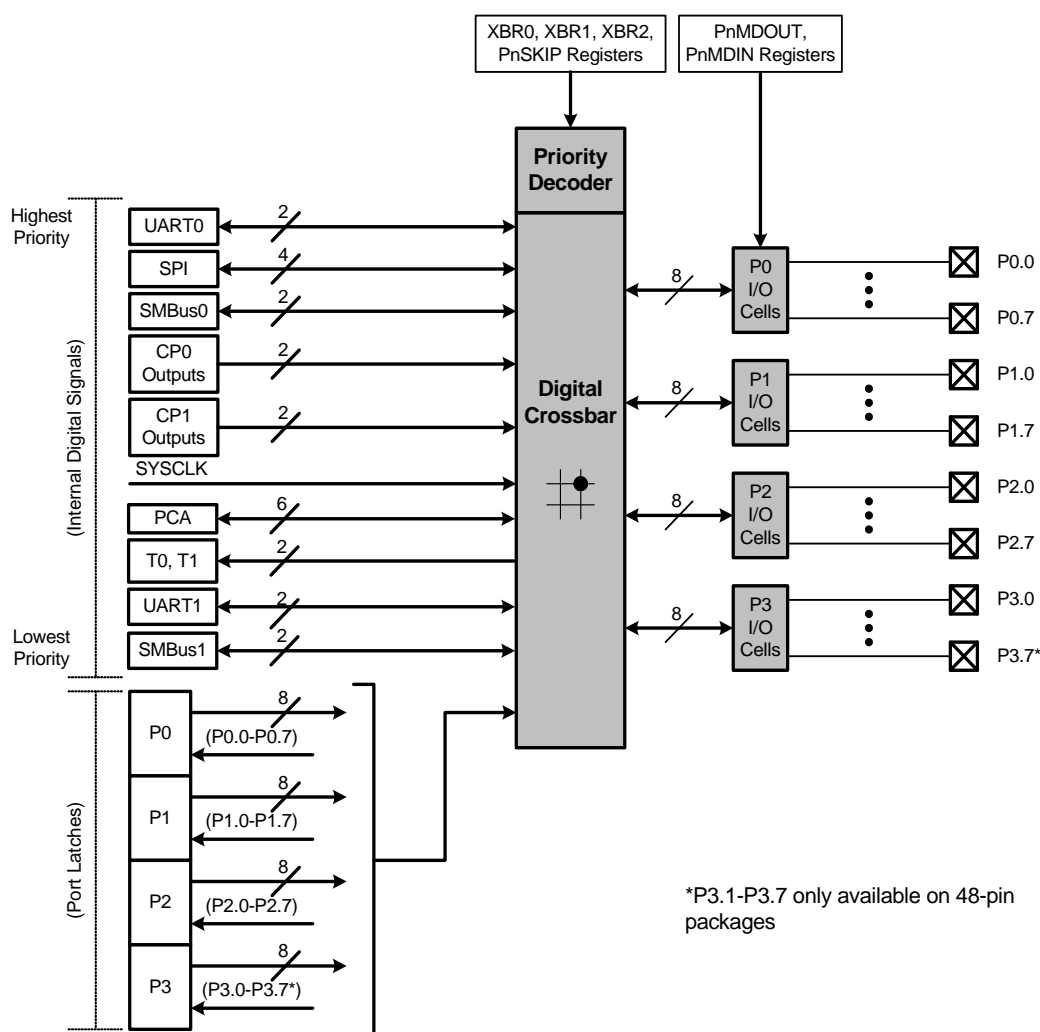 XBR0, XBR1, XBR2,
PnSKIP Registers
PnMDOUT,
PnMDIN Registers
Priority
Decoder
Highest
Priority
UART0
2
SPI
4
SMBus0
2
CP0
Outputs
2
CP1
Outputs
2
SYSCLK
PCA
6
T0, T1
2
UART1
2
Lowest
Priority
SMBus1
2
(Internal Digital Signals)
Digital
Crossbar
8
P0
I/O
Cells
P0.0
P0.7
8
P1
I/O
Cells
P1.0
P1.7
8
P2
I/O
Cells
P2.0
P2.7
8
P3
I/O
Cells
P3.0
P3.7*
(Port Latches)
P0
8
(P0.0-P0.7)
P1
8
(P1.0-P1.7)
P2
8
(P2.0-P2.7)
P3
8
(P3.0-P3.7*)
*P3.1-P3.7 only available on 48-pin
packages